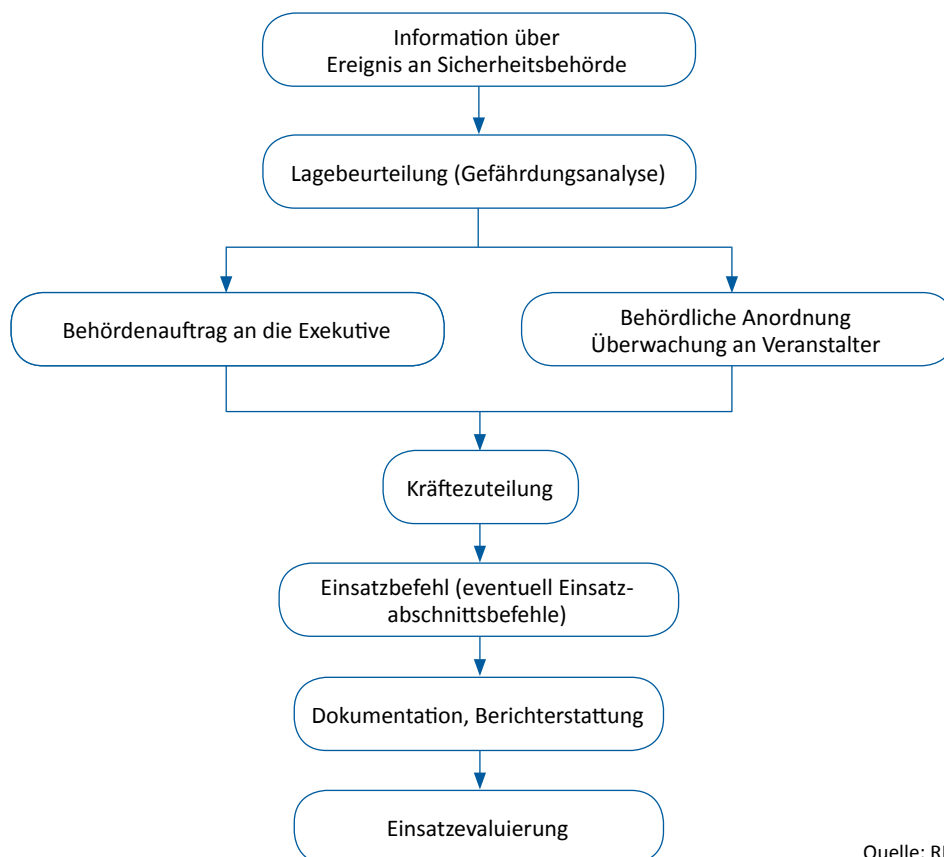 Information über
Ereignis an Sicherheitsbehörde
Lagebeurteilung (Gefährdungsanalyse)
Behördenauftrag an die Exekutive
Behördliche Anordnung
Überwachung an Veranstalter
Kräftezuteilung
Einsatzbefehl (eventuell Einsatz-
abschnittsbefehle)
Dokumentation, Berichterstattung
Einsatzevaluierung
Quelle: